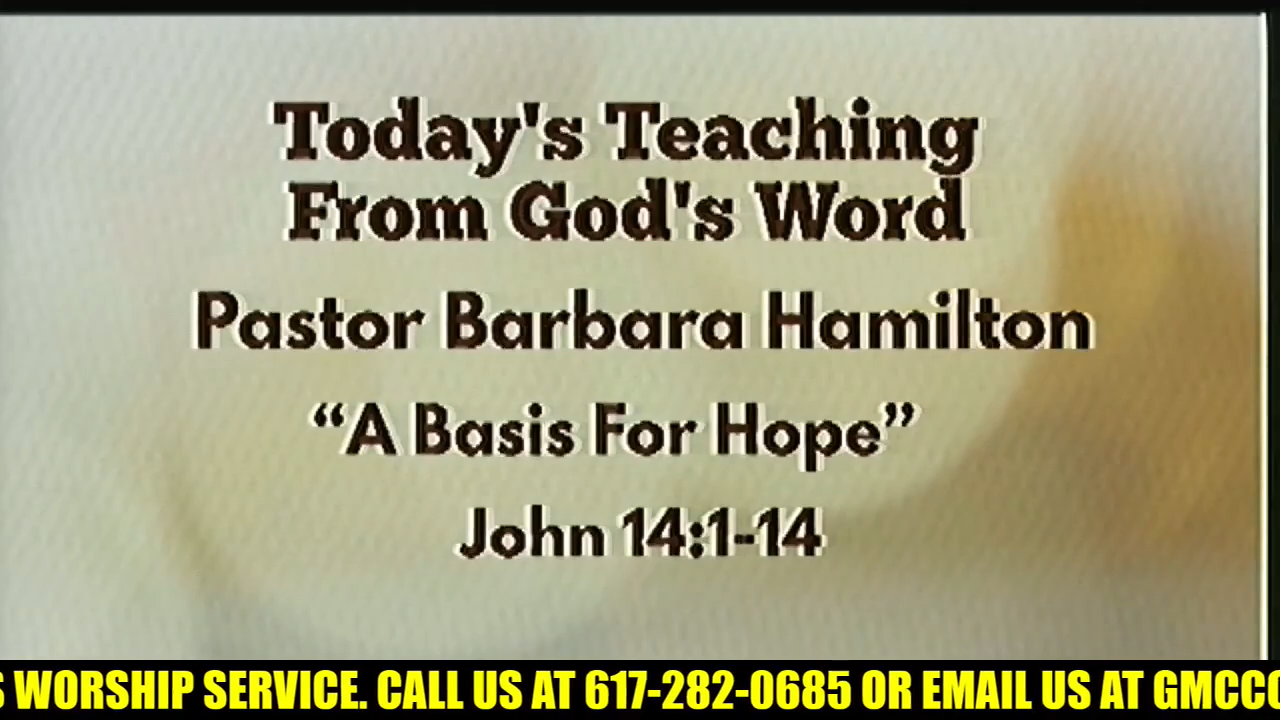 Today's Teaching
From God's Word
Pastor Barbara Hamilton
“A Basis For Hope”
John 14:1-14
WORSHIP SERVICE. CALL US AT 617-282-0685 OR EMAIL US AT